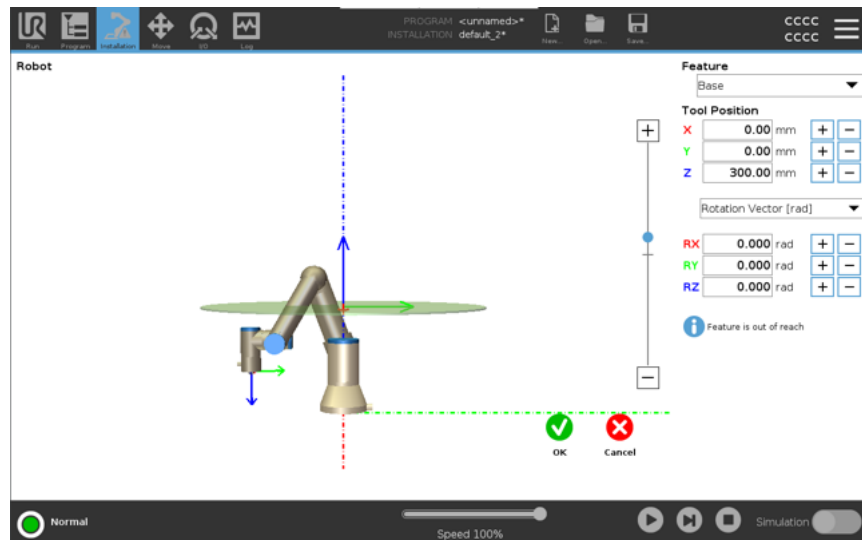 PROGRAM <unnamed>*
INSTALLATION default_2*
CCCC
CCCC
Run Program Installation Move I/O Log New... Open... Save...
Robot
Feature
Base
Tool Position
X 0.00 mm + −
Y 0.00 mm + −
Z 300.00 mm + −
Rotation Vector [rad]
RX 0.000 rad + −
RY 0.000 rad + −
RZ 0.000 rad + −
Feature is out of reach
OK Cancel
Normal
Speed 100%
Simulation